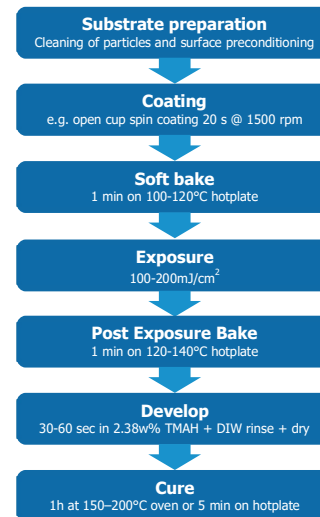 Substrate preparation
Cleaning of particles and surface preconditioning
Coating
e.g. open cup spin coating 20 s @ 1500 rpm
Soft bake
1 min on 100-120°C hotplate
Exposure
100-200mJ/cm²
Post Exposure Bake
1 min on 120-140°C hotplate
Develop
30-60 sec in 2.38w% TMAH + DIW rinse + dry
Cure
1h at 150–200°C oven or 5 min on hotplate